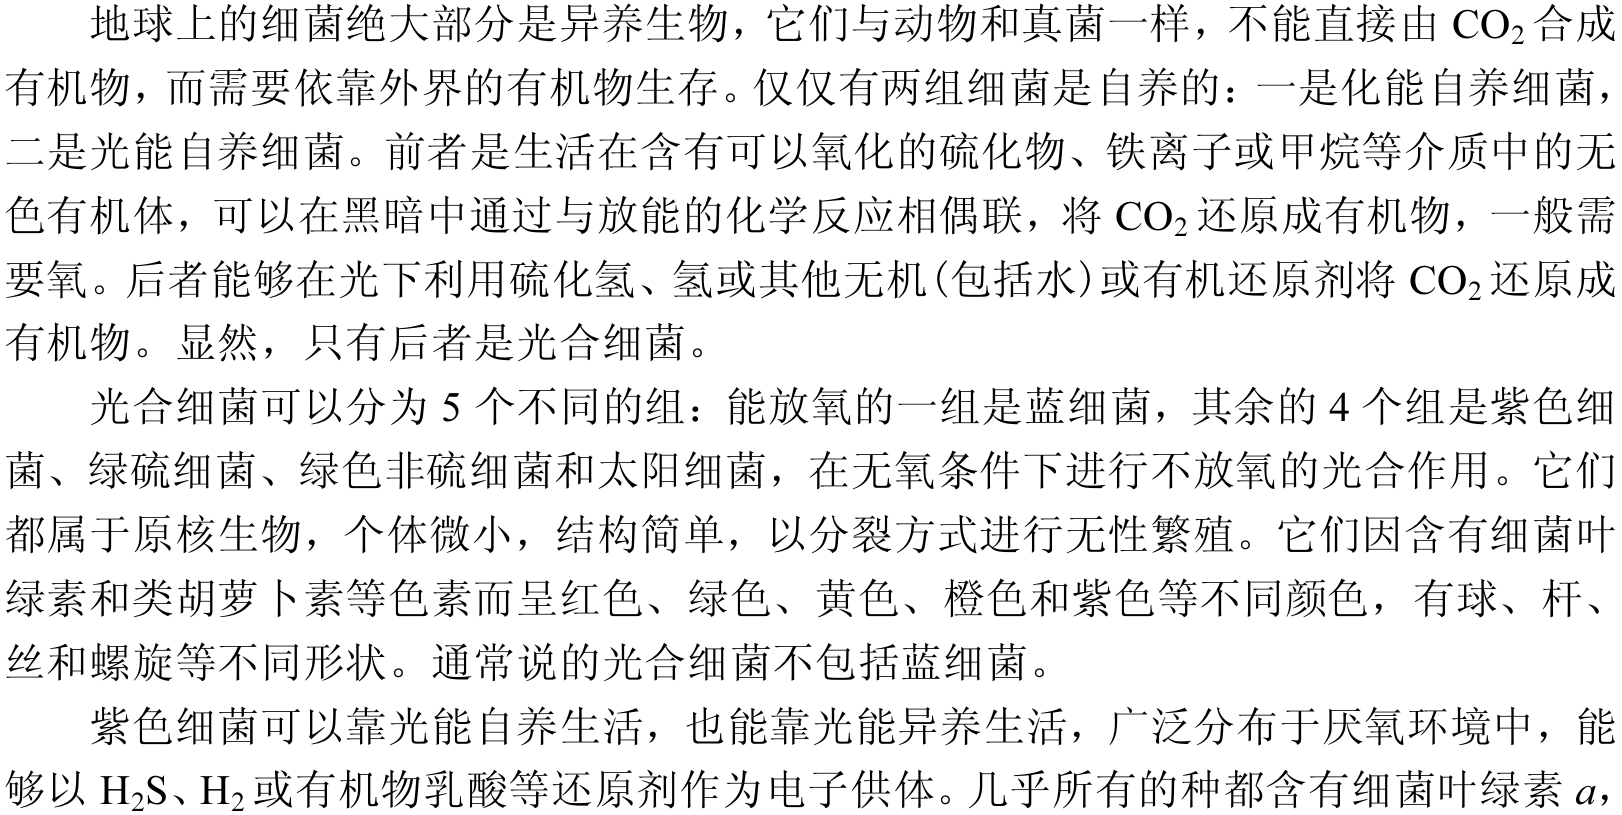 地球上的细菌绝大部分是异养生物，它们与动物和真菌一样，不能直接由 CO₂ 合成
有机物，而需要依靠外界的有机物生存。仅仅有两组细菌是自养的：一是化能自养细菌，
二是光能自养细菌。前者是生活在含有可以氧化的硫化物、铁离子或甲烷等介质中的无
色有机体，可以在黑暗中通过与放能的化学反应相偶联，将 CO₂ 还原成有机物，一般需
要氧。后者能够在光下利用硫化氢、氢或其他无机(包括水)或有机还原剂将 CO₂ 还原成
有机物。显然，只有后者是光合细菌。
光合细菌可以分为 5 个不同的组：能放氧的一组是蓝细菌，其余的 4 个组是紫色细
菌、绿硫细菌、绿色非硫细菌和太阳细菌，在无氧条件下进行不放氧的光合作用。它们
都属于原核生物，个体微小，结构简单，以分裂方式进行无性繁殖。它们因含有细菌叶
绿素和类胡萝卜素等色素而呈红色、绿色、黄色、橙色和紫色等不同颜色，有球、杆、
丝和螺旋等不同形状。通常说的光合细菌不包括蓝细菌。
紫色细菌可以靠光能自养生活，也能靠光能异养生活，广泛分布于厌氧环境中，能
够以 H₂S、H₂ 或有机物乳酸等还原剂作为电子供体。几乎所有的种都含有细菌叶绿素 a，